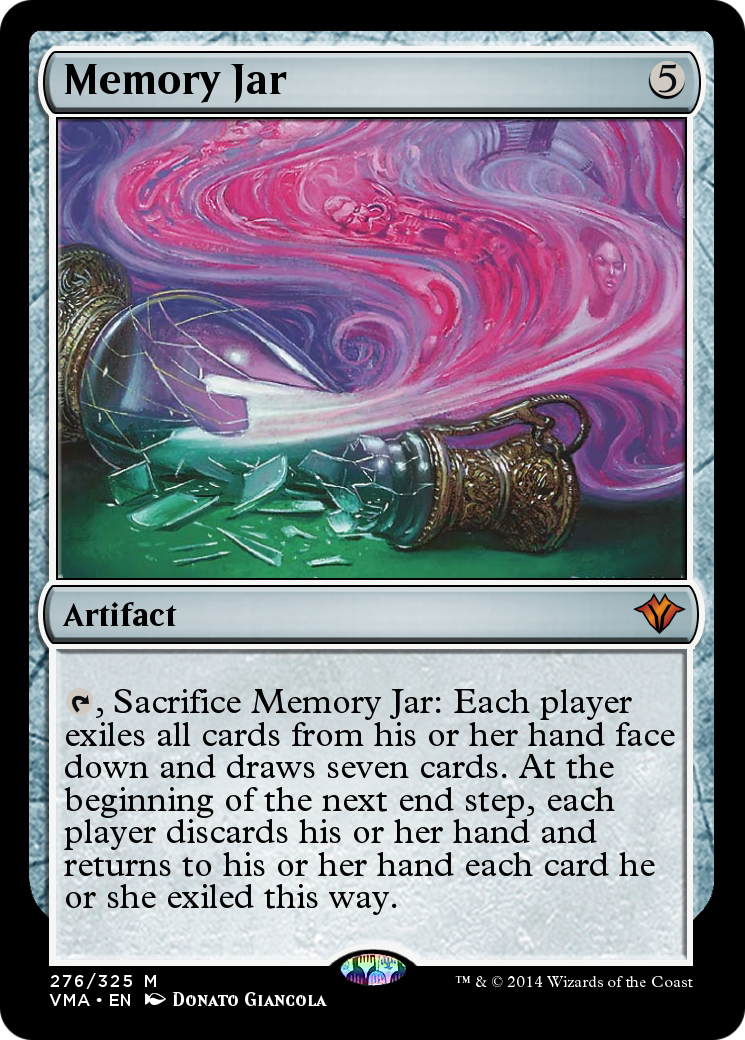 Memory Jar 5
Artifact
, Sacrifice Memory Jar: Each player
exiles all cards from his or her hand face
down and draws seven cards. At the
beginning of the next end step, each
player discards his or her hand and
returns to his or her hand each card he
or she exiled this way.
276/325 M
VMA • EN Donato Giancola
™ & © 2014 Wizards of the Coast